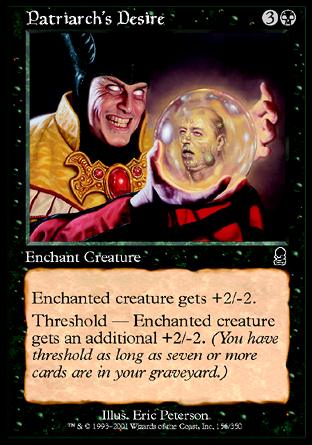 Patriarch's Desire 3
Enchant Creature
Enchanted creature gets +2/-2.
Threshold — Enchanted creature
gets an additional +2/-2. (You have
threshold as long as seven or more
cards are in your graveyard.)
Illus. Eric Peterson
™ & © 1993–2001 Wizards of the Coast, Inc. 156/350